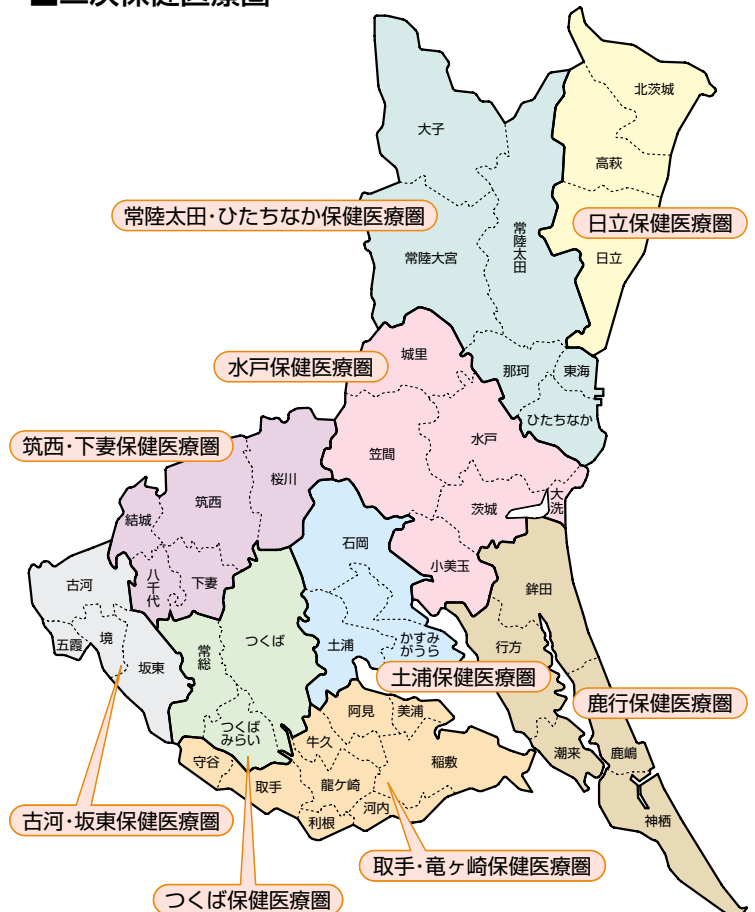 ■二次保健医療圏
北茨城
大子
高萩
常陸太田・ひたちなか保健医療圏
日立保健医療圏
常陸大宮
常陸太田
日立
城里
水戸保健医療圏
那珂
東海
ひたちなか
筑西・下妻保健医療圏
笠間
水戸
桜川
筑西
結城
茨城
大洗
石岡
小美玉
古河
八千代
下妻
鉾田
五霞
境
坂東
常総
つくば
土浦
かすみ
がうら
行方
土浦保健医療圏
鹿行保健医療圏
つくば
みらい
阿見
美浦
牛久
守谷
取手
龍ケ崎
稲敷
潮来
鹿嶋
利根
河内
神栖
古河・坂東保健医療圏
取手・竜ヶ崎保健医療圏
つくば保健医療圏